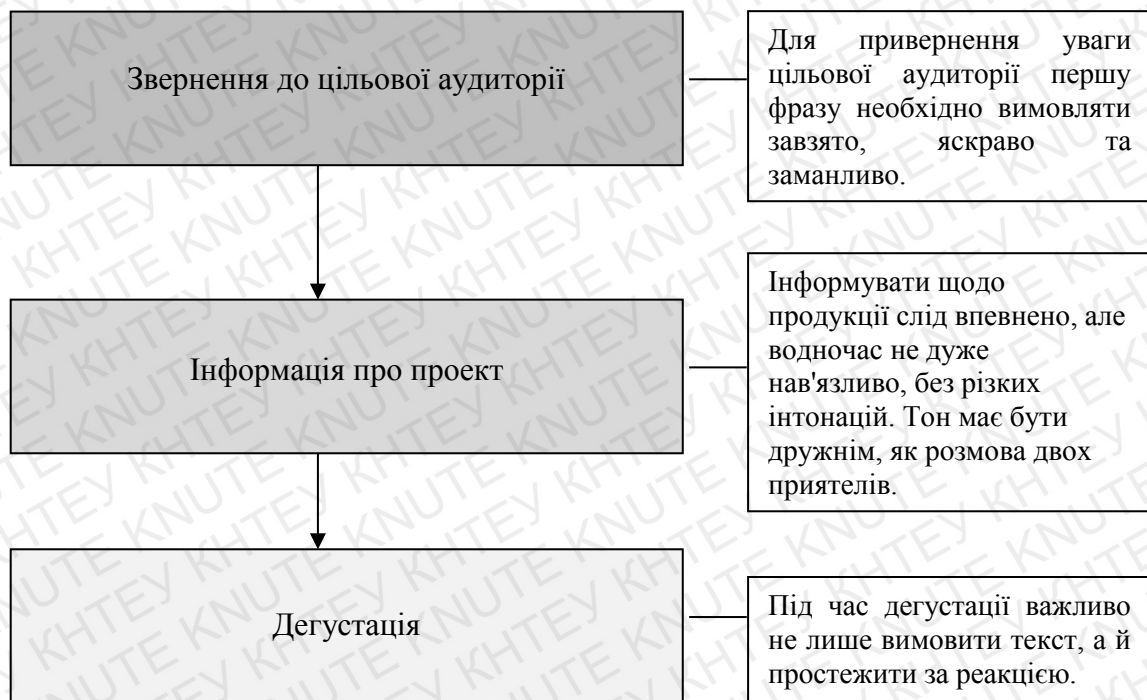 Звернення до цільової аудиторії
Для привернення уваги
цільової аудиторії першу
фразу необхідно вимовляти
завзято, яскраво та
заманливо.
Інформація про проект
Інформувати щодо
продукції слід впевнено, але
водночас не дуже
нав'язливо, без різких
інтонацій. Тон має бути
дружнім, як розмова двох
приятелів.
Дегустація
Під час дегустації важливо
не лише вимовити текст, а й
простежити за реакцією.